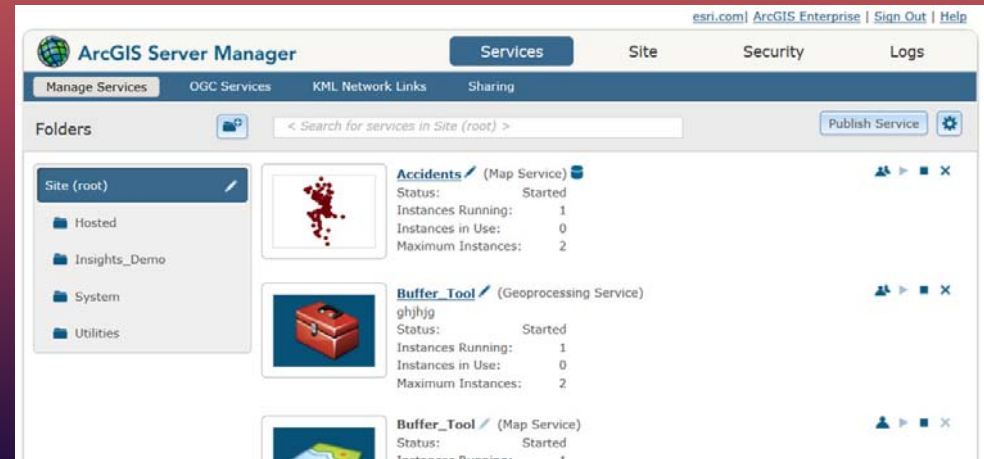 esri.com| ArcGIS Enterprise | Sign Out | Help
ArcGIS Server Manager
Services Site Security Logs
Manage Services OGC Services KML Network Links Sharing
Folders
< Search for services in Site (root) >
Publish Service
Site (root)
Hosted
Insights_Demo
System
Utilities
Accidents (Map Service)
Status: Started
Instances Running: 1
Instances in Use: 0
Maximum Instances: 2
Buffer_Tool (Geoprocessing Service)
ghjhjg
Status: Started
Instances Running: 1
Instances in Use: 0
Maximum Instances: 2
Buffer_Tool (Map Service)
Status: Started
Instances Running: 1